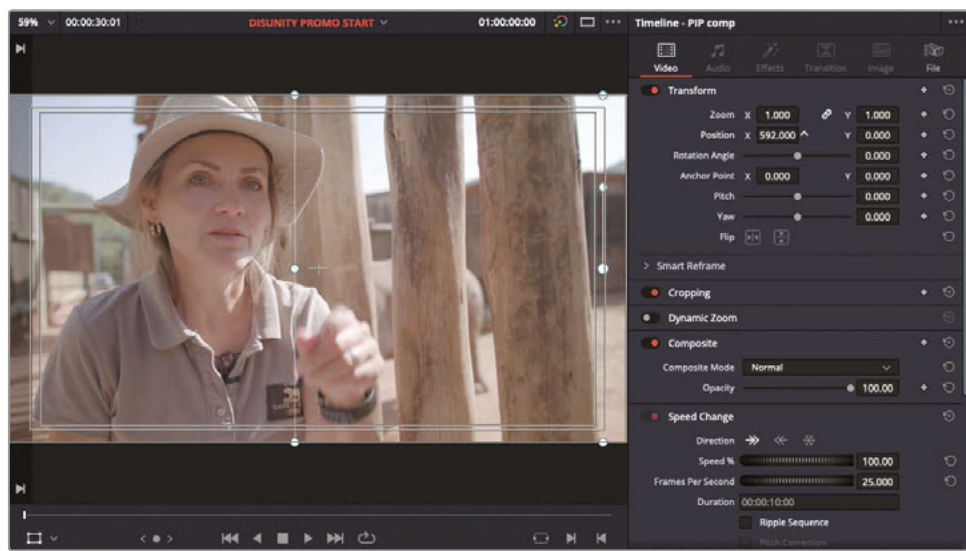 59% 00:00:30:01 DISUNITY PROMO START 01:00:00:00 Timeline - PIP comp
Video Audio Effects Transition Image File
Transform
Zoom X 1.000 Y 1.000
Position X 592.000 Y 0.000
Rotation Angle 0.000
Anchor Point X 0.000 Y 0.000
Pitch 0.000
Yaw 0.000
Flip
Smart Reframe
Cropping
Dynamic Zoom
Composite
Composite Mode Normal
Opacity 100.00
Speed Change
Direction
Speed % 100.00
Frames Per Second 25.000
Duration 00:00:10:00
Ripple Sequence
Pitch Correction